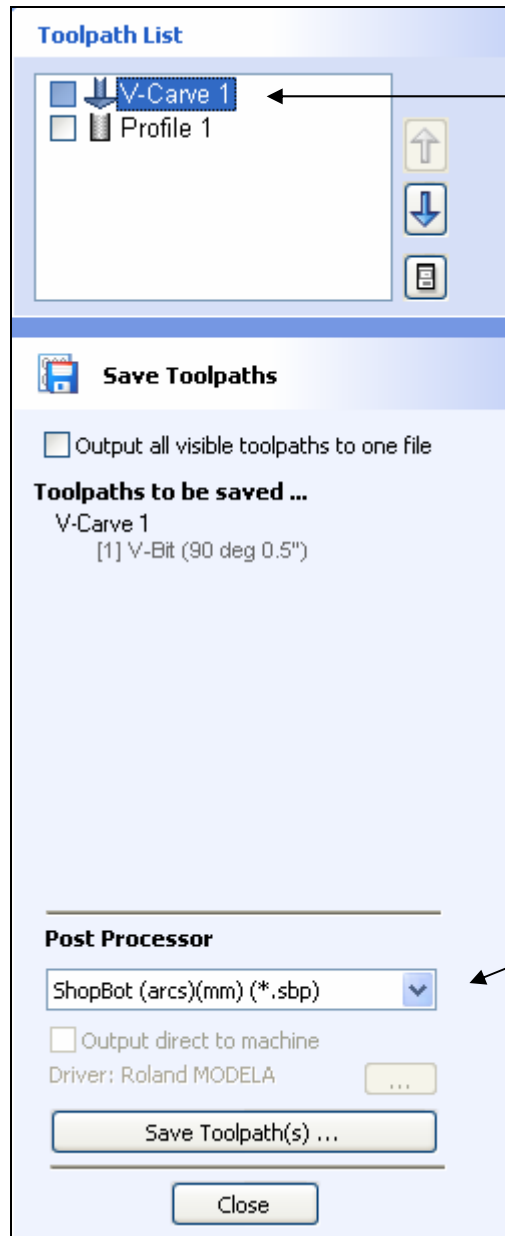 Toolpath List
V-Carve 1
Profile 1
Save Toolpaths
Output all visible toolpaths to one file
Toolpaths to be saved ...
V-Carve 1
[1] V-Bit (90 deg 0.5")
Post Processor
ShopBot (arcs)(mm) (*.sbp)
Output direct to machine
Driver: Roland MODELA
...
Save Toolpath(s) ...
Close